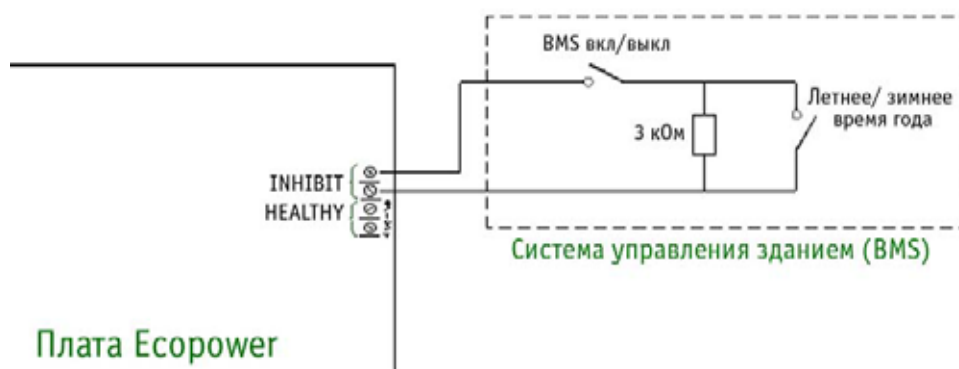 BMS вкл/выкл
Летнее/ зимнее
время года
3 кОм
INHIBIT
HEALTHY
Система управления зданием (BMS)
Плата Ecopower